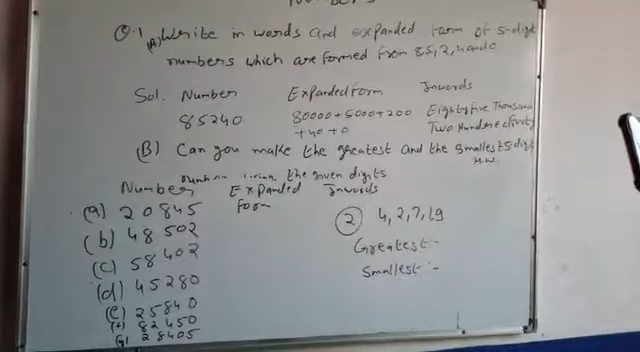 Numbers
Q.1 (A) Write in words and expanded form of 5-digit
numbers which are formed from 8,5,2,4 and 0
Sol. Number Expanded Form In words
85240 80000+5000+200 Eighty five Thousand
+40+0 Two Hundred forty
(B) Can you make the greatest and the smallest 5-digit
number using the given digits H.W.
Number Expanded In words
Form
(a) 20845
(b) 48502
(c) 58402
(d) 45280
(e) 25840
(f) 82450
(g) 28405
(2) 4,2,7,1,9
Greatest:-
Smallest:-